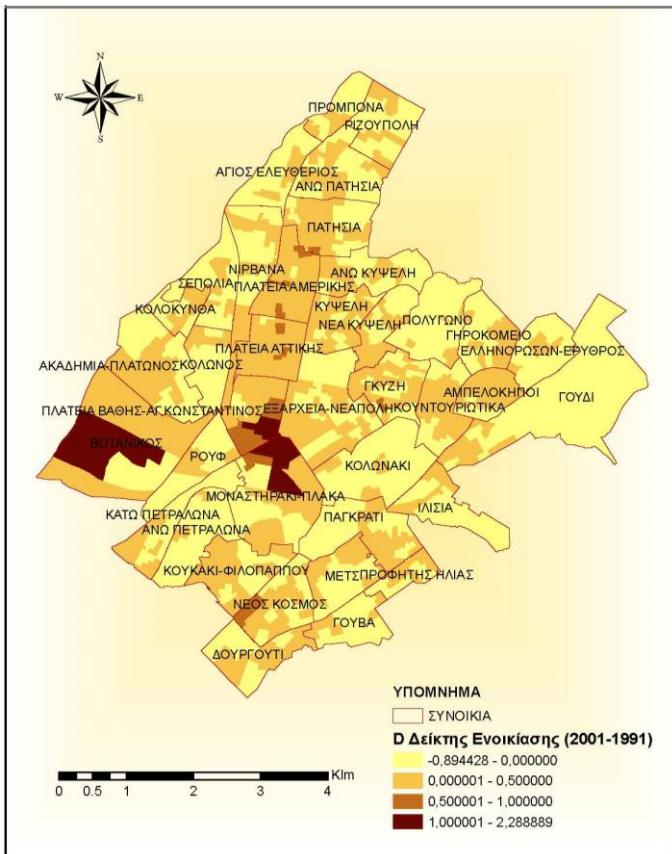 N
W E
S
ΠΡΟΜΠΟΝΑ
ΡΙΖΟΥΠΟΛΗ
ΑΓΙΟΣ ΕΛΕΥΘΕΡΙΟΣ
ΑΝΩ ΠΑΤΗΣΙΑ
ΠΑΤΗΣΙΑ
ΝΙΡΒΑΝΑ
ΑΝΩ ΚΥΨΕΛΗ
ΣΕΠΟΛΙΑ
ΠΛΑΤΕΙΑ ΑΜΕΡΙΚΗΣ
ΚΟΛΟΚΥΝΘΑ
ΚΥΨΕΛΗ
ΝΕΑ ΚΥΨΕΛΗ
ΠΟΛΥΓΩΝΟ
ΓΗΡΟΚΟΜΕΙΟ
ΠΛΑΤΕΙΑ ΑΤΤΙΚΗΣ
ΕΛΛΗΝΟΡΩΣΩΝ-ΕΡΥΘΡΟΣ
ΑΚΑΔΗΜΙΑ-ΠΛΑΤΩΝΟΣ
ΚΟΛΩΝΟΣ
ΓΚΥΖΗ
ΑΜΠΕΛΟΚΗΠΟΙ
ΓΟΥΔΙ
ΠΛΑΤΕΙΑ ΒΑΘΗΣ-ΑΓ.ΚΩΝΣΤΑΝΤΙΝΟΣ
ΕΞΑΡΧΕΙΑ-ΝΕΑΠΟΛΗ
ΚΟΥΝΤΟΥΡΙΩΤΙΚΑ
ΒΟΤΑΝΙΚΟΣ
ΡΟΥΦ
ΚΟΛΩΝΑΚΙ
ΜΟΝΑΣΤΗΡΑΚΙ-ΠΛΑΚΑ
ΙΛΙΣΙΑ
ΚΑΤΩ ΠΕΤΡΑΛΩΝΑ
ΠΑΓΚΡΑΤΙ
ΑΝΩ ΠΕΤΡΑΛΩΝΑ
ΚΟΥΚΑΚΙ-ΦΙΛΟΠΑΠΠΟΥ
ΜΕΤΣ
ΠΡΟΦΗΤΗΣ ΗΛΙΑΣ
ΝΕΟΣ ΚΟΣΜΟΣ
ΓΟΥΒΑ
ΔΟΥΡΓΟΥΤΙ
ΥΠΟΜΝΗΜΑ
ΣΥΝΟΙΚΙΑ
D Δείκτης Ενοικίασης (2001-1991)
-0,894428 - 0,000000
0,000001 - 0,500000
0,500001 - 1,000000
1,000001 - 2,288889
Klm
0 0.5 1 2 3 4